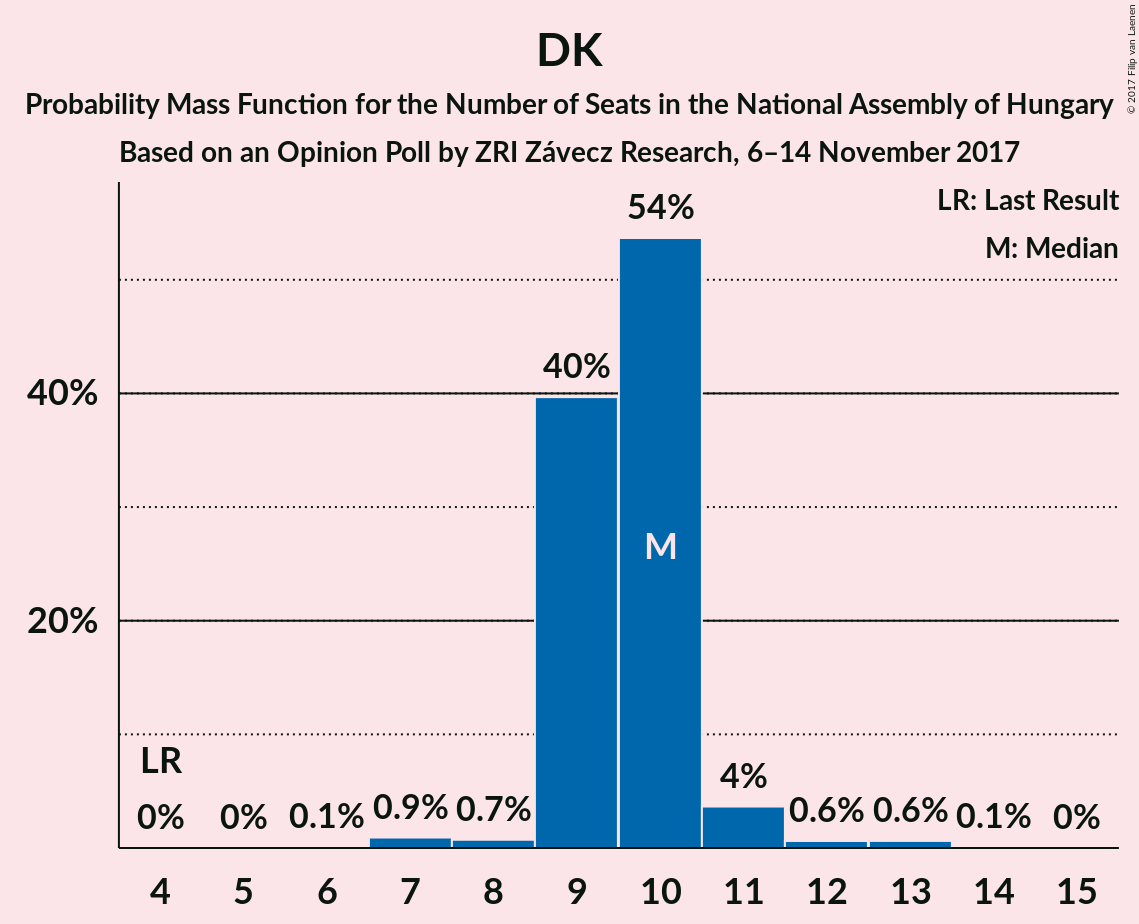 DK
Probability Mass Function for the Number of Seats in the National Assembly of Hungary
Based on an Opinion Poll by ZRI Závecz Research, 6–14 November 2017
© 2017 Filip van Laenen
LR: Last Result
M: Median
54%
40%
40%
M
20%
LR
4%
0% 0% 0.1% 0.9% 0.7% 0.6% 0.6% 0.1% 0%
4 5 6 7 8 9 10 11 12 13 14 15